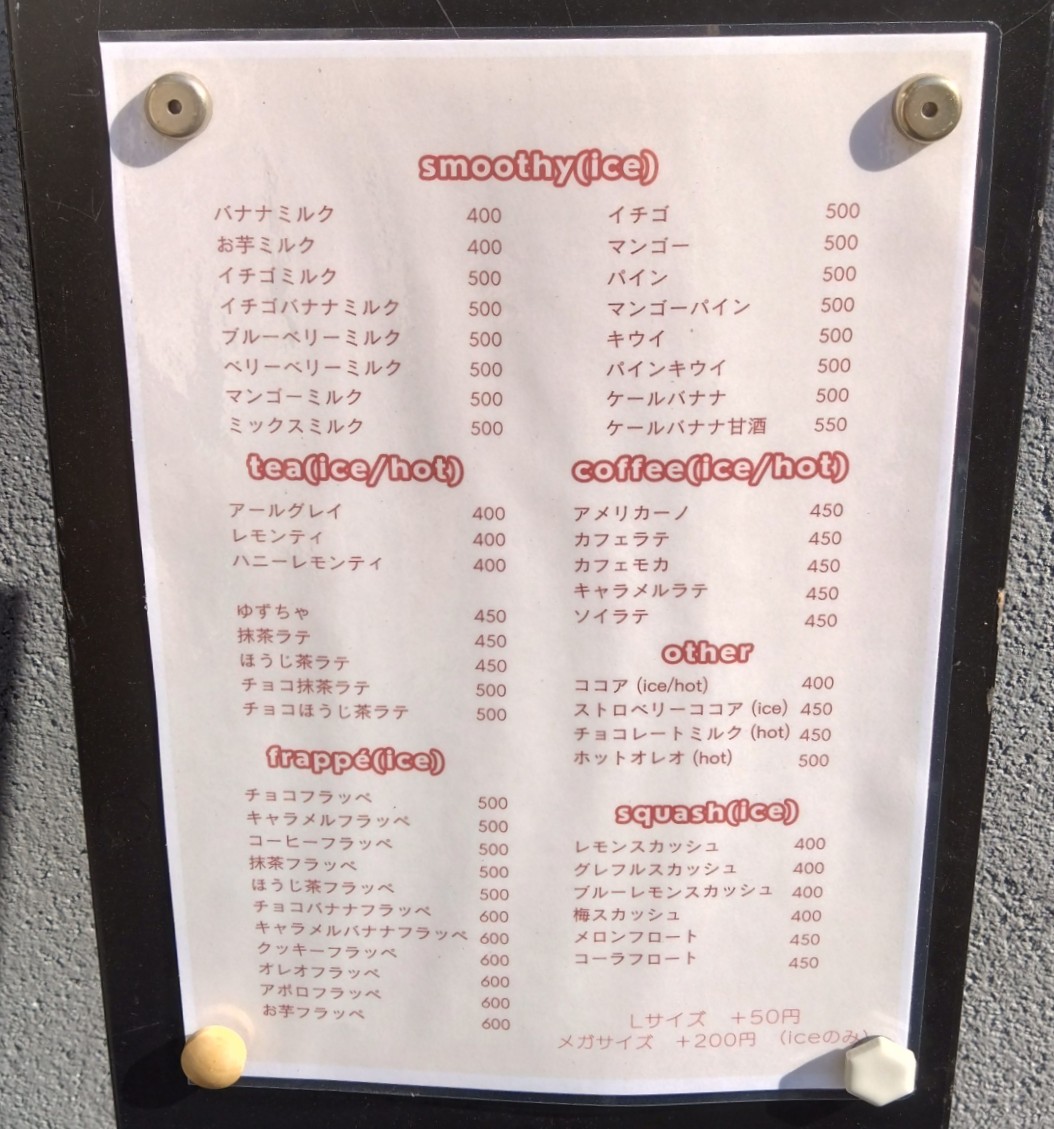 smoothy(ice)
バナナミルク 400
お芋ミルク 400
イチゴミルク 500
イチゴバナナミルク 500
ブルーベリーミルク 500
ベリーベリーミルク 500
マンゴーミルク 500
ミックスミルク 500
イチゴ 500
マンゴー 500
パイン 500
マンゴーパイン 500
キウイ 500
パインキウイ 500
ケールバナナ 500
ケールバナナ甘酒 550
tea(ice/hot)
アールグレイ 400
レモンティ 400
ハニーレモンティ 400
ゆずちゃ 450
抹茶ラテ 450
ほうじ茶ラテ 450
チョコ抹茶ラテ 500
チョコほうじ茶ラテ 500
frappé(ice)
チョコフラッペ 500
キャラメルフラッペ 500
コーヒーフラッペ 500
抹茶フラッペ 500
ほうじ茶フラッペ 500
チョコバナナフラッペ 600
キャラメルバナナフラッペ 600
クッキーフラッペ 600
オレオフラッペ 600
アポロフラッペ 600
お芋フラッペ 600
coffee(ice/hot)
アメリカーノ 450
カフェラテ 450
カフェモカ 450
キャラメルラテ 450
ソイラテ 450
other
ココア (ice/hot) 400
ストロベリーココア (ice) 450
チョコレートミルク (hot) 450
ホットオレオ (hot) 500
squash(ice)
レモンスカッシュ 400
グレフルスカッシュ 400
ブルーレモンスカッシュ 400
梅スカッシュ 400
メロンフロート 450
コーラフロート 450
Lサイズ +50円
メガサイズ +200円 (iceのみ)